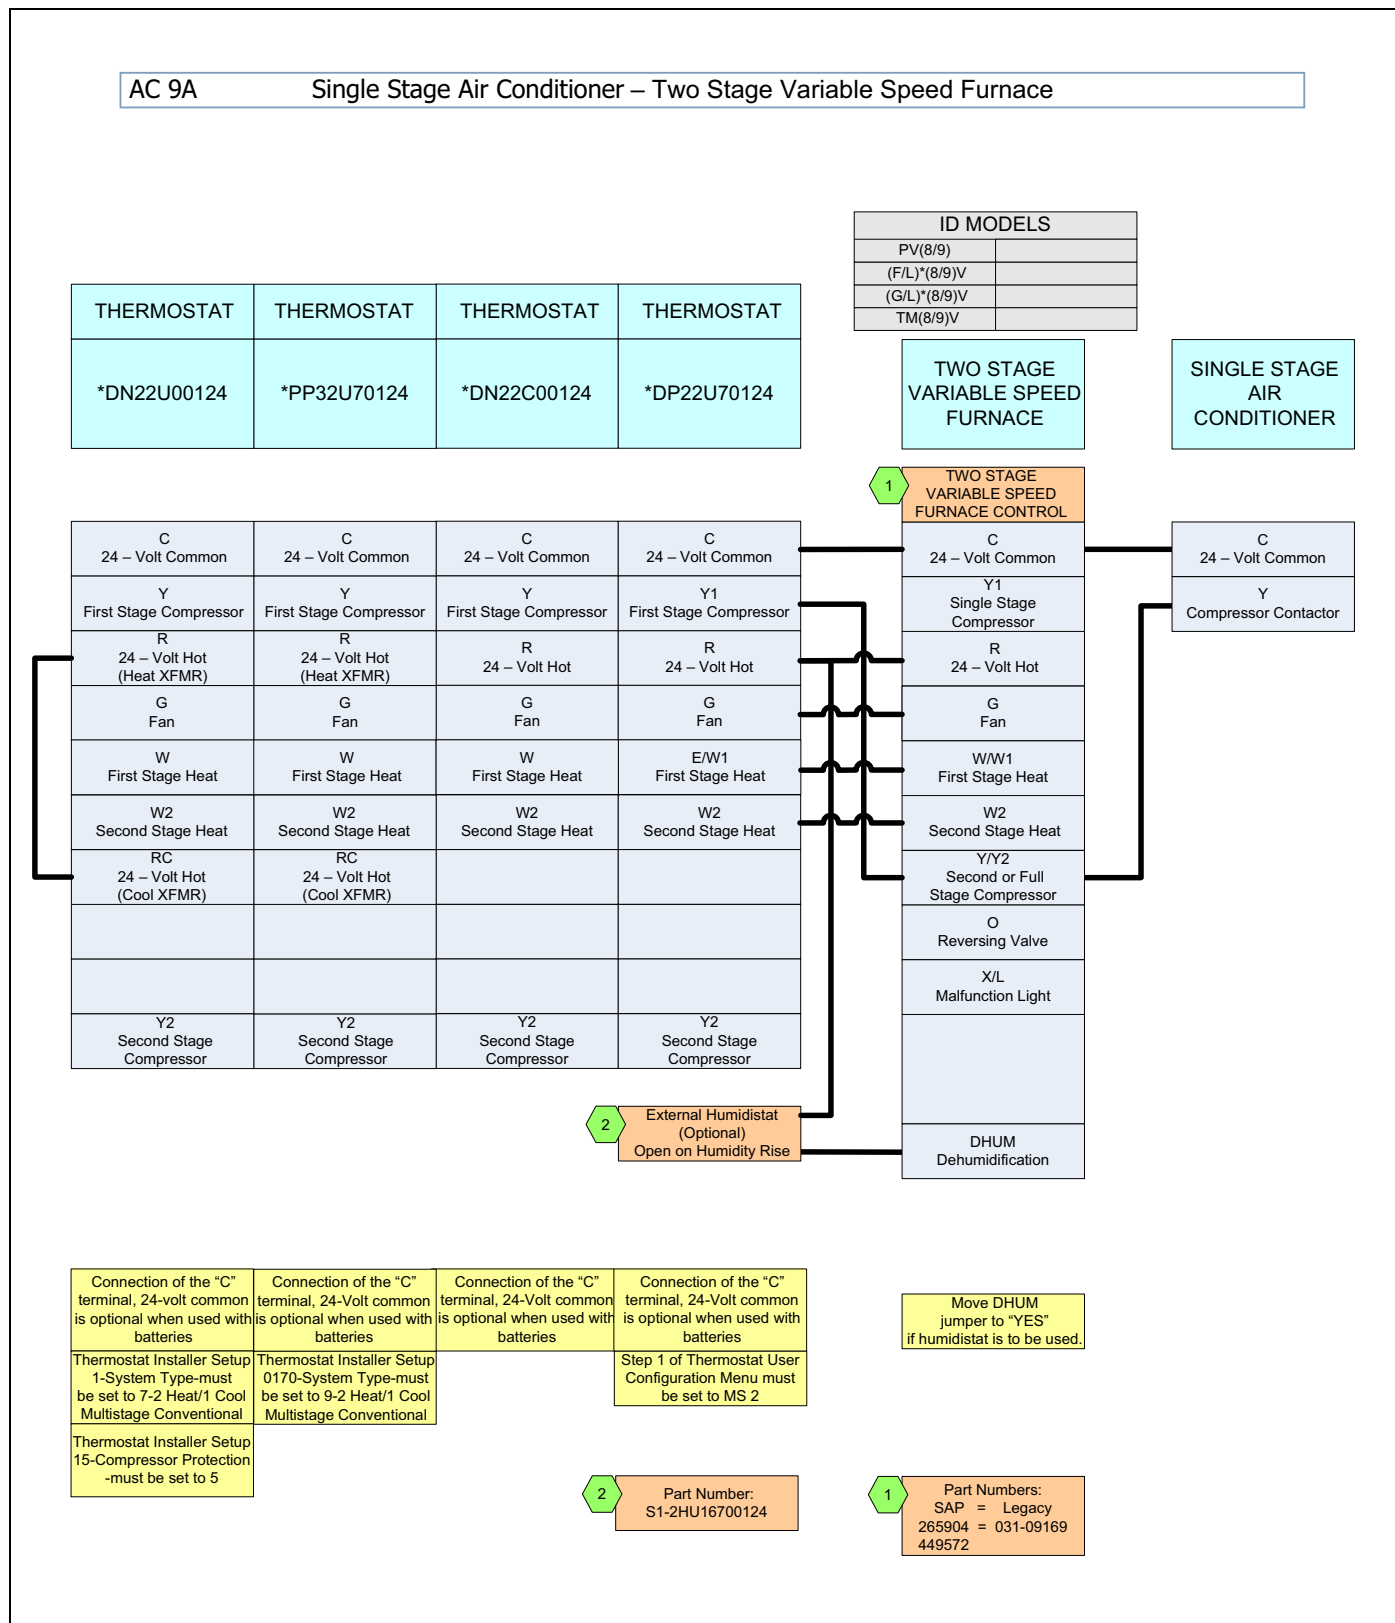 AC 9A Single Stage Air Conditioner – Two Stage Variable Speed Furnace
ID MODELS
PV(8/9)
(F/L)*(8/9)V
(G/L)*(8/9)V
TM(8/9)V
THERMOSTAT THERMOSTAT THERMOSTAT THERMOSTAT
*DN22U00124 *PP32U70124 *DN22C00124 *DP22U70124
TWO STAGE
VARIABLE SPEED
FURNACE
SINGLE STAGE
AIR
CONDITIONER
1
TWO STAGE
VARIABLE SPEED
FURNACE CONTROL
C
24 – Volt Common
Y
First Stage Compressor
R
24 – Volt Hot
(Heat XFMR)
G
Fan
W
First Stage Heat
W2
Second Stage Heat
RC
24 – Volt Hot
(Cool XFMR)
Y2
Second Stage
Compressor
C
24 – Volt Common
Y
First Stage Compressor
R
24 – Volt Hot
(Heat XFMR)
G
Fan
W
First Stage Heat
W2
Second Stage Heat
RC
24 – Volt Hot
(Cool XFMR)
Y2
Second Stage
Compressor
C
24 – Volt Common
Y
First Stage Compressor
R
24 – Volt Hot
G
Fan
W
First Stage Heat
W2
Second Stage Heat
Y2
Second Stage
Compressor
C
24 – Volt Common
Y1
First Stage Compressor
R
24 – Volt Hot
G
Fan
E/W1
First Stage Heat
W2
Second Stage Heat
Y2
Second Stage
Compressor
C
24 – Volt Common
Y1
Single Stage
Compressor
R
24 – Volt Hot
G
Fan
W/W1
First Stage Heat
W2
Second Stage Heat
Y/Y2
Second or Full
Stage Compressor
O
Reversing Valve
X/L
Malfunction Light
DHUM
Dehumidification
C
24 – Volt Common
Y
Compressor Contactor
2
External Humidistat
(Optional)
Open on Humidity Rise
Connection of the “C”
terminal, 24-volt common
is optional when used with
batteries
Thermostat Installer Setup
1-System Type-must
be set to 7-2 Heat/1 Cool
Multistage Conventional
Thermostat Installer Setup
15-Compressor Protection
-must be set to 5
Connection of the “C”
terminal, 24-Volt common
is optional when used with
batteries
Thermostat Installer Setup
0170-System Type-must
be set to 9-2 Heat/1 Cool
Multistage Conventional
Connection of the “C”
terminal, 24-Volt common
is optional when used with
batteries
Connection of the “C”
terminal, 24-Volt common
is optional when used with
batteries
Step 1 of Thermostat User
Configuration Menu must
be set to MS 2
Move DHUM
jumper to “YES”
if humidistat is to be used.
2
Part Number:
S1-2HU16700124
1
Part Numbers:
SAP = Legacy
265904 = 031-09169
449572